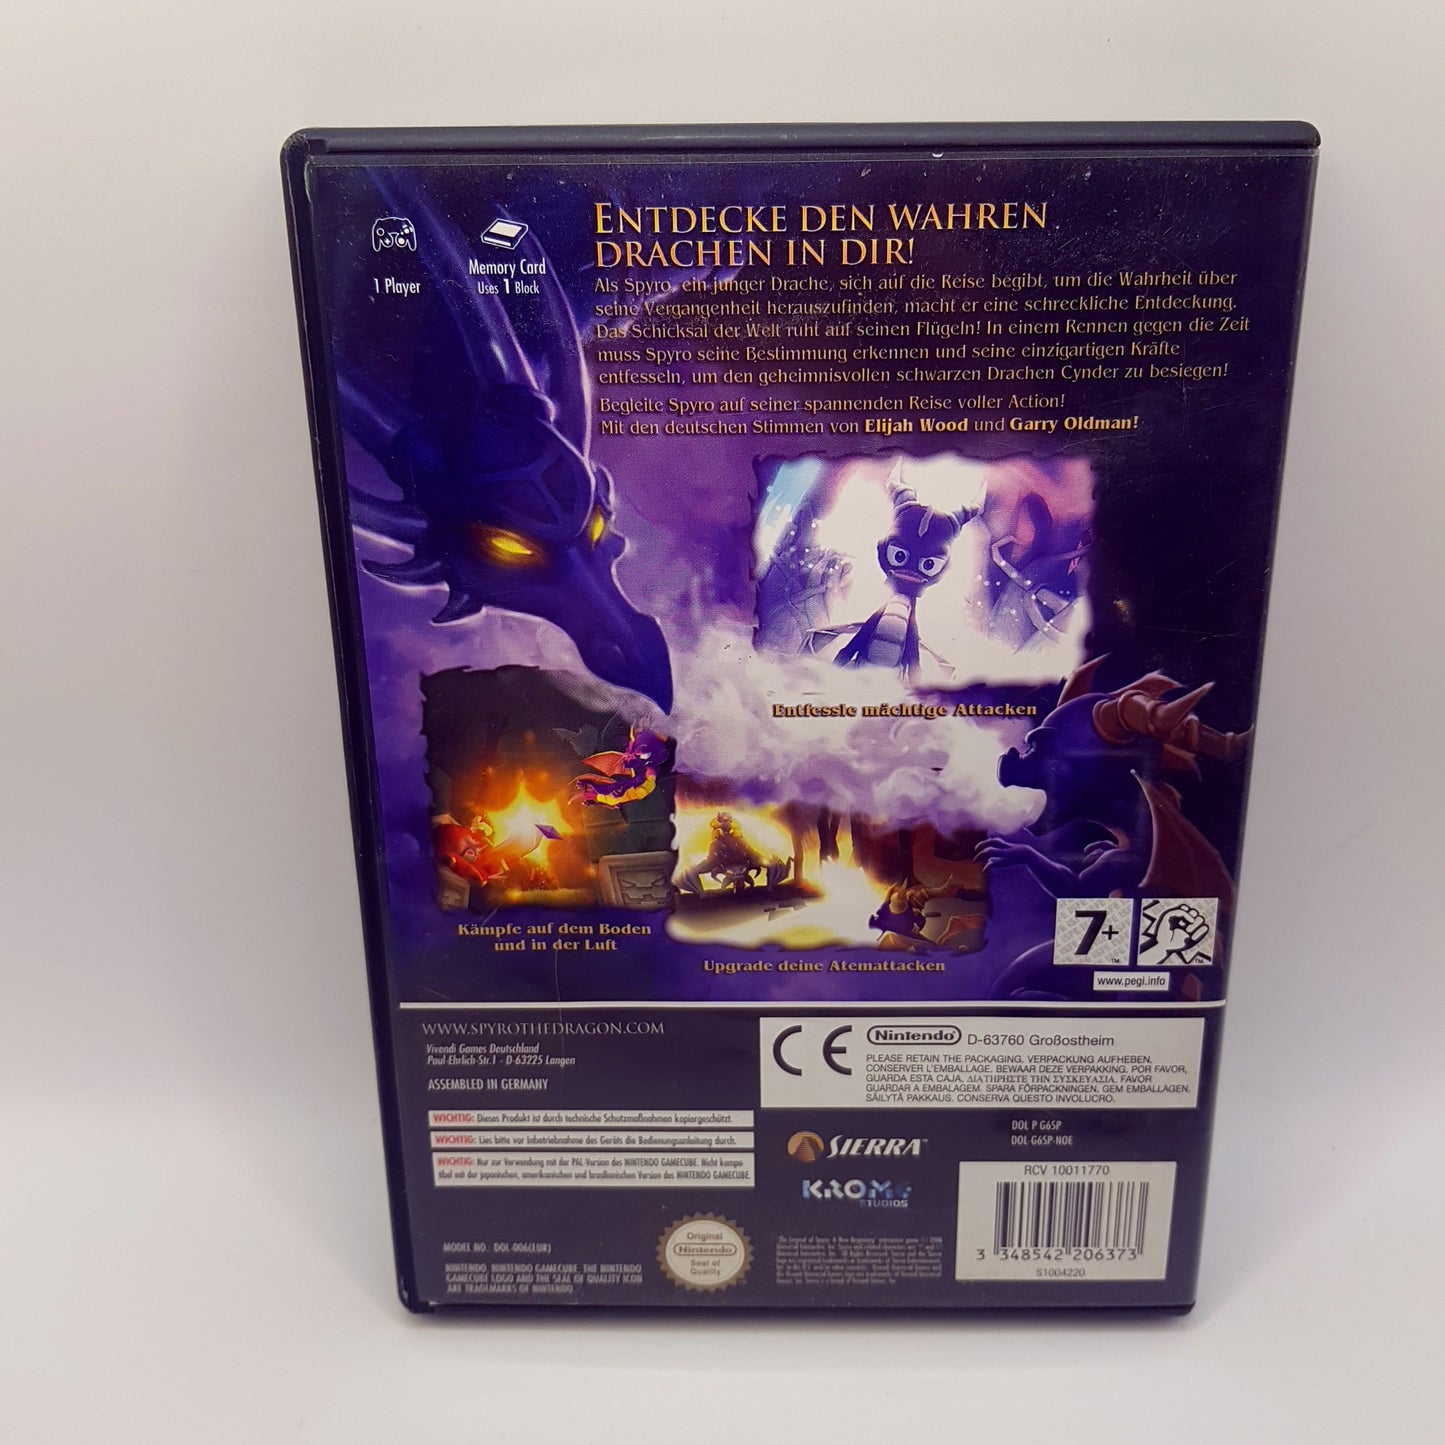 1 Player
Memory Card
Uses 1 Block
ENTDECKE DEN WAHREN
DRACHEN IN DIR!
Als Spyro, ein junger Drache, sich auf die Reise begibt, um die Wahrheit über
seine Vergangenheit herauszufinden, macht er eine schreckliche Entdeckung.
Das Schicksal der Welt ruht auf seinen Flügeln! In einem Rennen gegen die Zeit
muss Spyro seine Bestimmung erkennen und seine einzigartigen Kräfte
entfesseln, um den geheimnisvollen schwarzen Drachen Cynder zu besiegen!
Begleite Spyro auf seiner spannenden Reise voller Action!
Mit den deutschen Stimmen von Elijah Wood und Garry Oldman!
Entfessle mächtige Attacken
Kämpfe auf dem Boden
und in der Luft
Upgrade deine Atemattacken
7+
www.pegi.info
WWW.SPYROTHEDRAGON.COM
Vivendi Games Deutschland
Paul-Ehrlich-Str.1 - D-63225 Langen
ASSEMBLED IN GERMANY
WICHTIG: Dieses Produkt ist durch technische Schutzmaßnahmen kopiergeschützt.
WICHTIG: Lies bitte vor Inbetriebnahme des Geräts die Bedienungsanleitung durch.
WICHTIG: Nur zur Verwendung mit der PAL-Version des NINTENDO GAMECUBE. Nicht kompa-
tibel mit der japanischen, amerikanischen und brasilianischen Version des NINTENDO GAMECUBE.
CE
Nintendo D-63760 Großostheim
PLEASE RETAIN THE PACKAGING. VERPACKUNG AUFHEBEN.
CONSERVER L'EMBALLAGE. BEWAAR DEZE VERPAKKING. POR FAVOR,
GUARDA ESTA CAJA. ΔΙΑΤΗΡΗΣΤΕ ΤΗΝ ΣΥΣΚΕΥΑΣΙΑ. FAVOR
GUARDAR A EMBALAGEM. SPARA FÖRPACKNINGEN. GEM EMBALLAGEN.
SÄILYTÄ PAKKAUS. CONSERVA QUESTO INVOLUCRO.
DOL P G6SP
DOL-G6SP-NOE
SIERRA™
KROME
STUDIOS
RCV 10011770
3 348542 206373
S1004220
MODEL NO.: DOL-006(EUR)
NINTENDO, NINTENDO GAMECUBE, THE NINTENDO
GAMECUBE LOGO AND THE SEAL OF QUALITY ICON
ARE TRADEMARKS OF NINTENDO
Original
Nintendo
Seal of
Quality